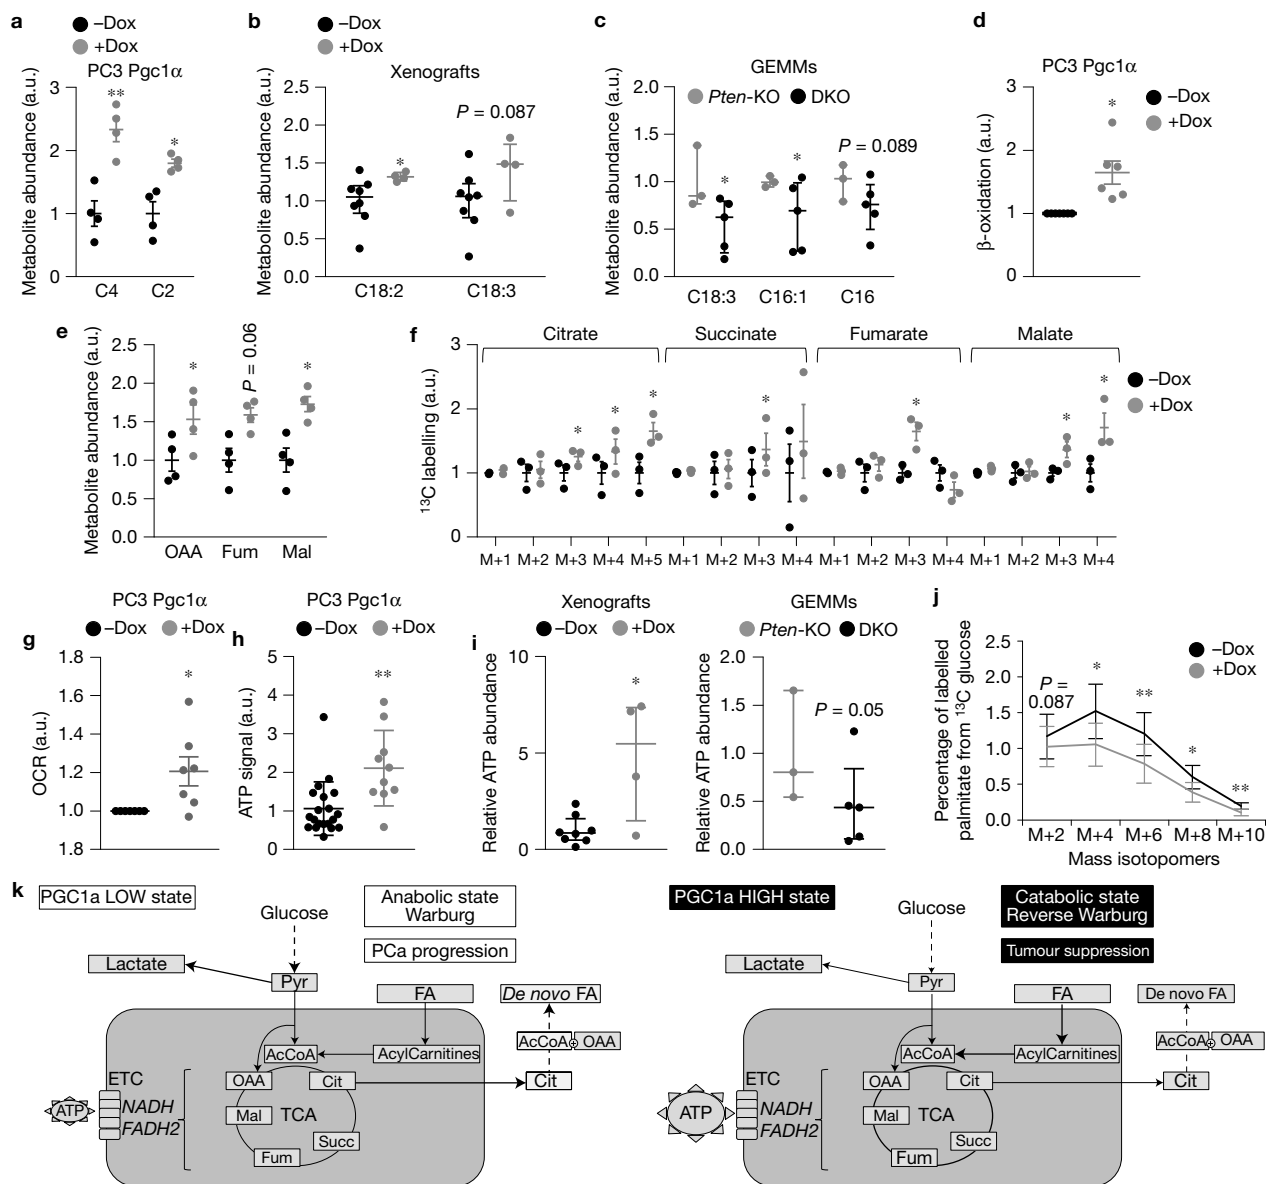 a
–Dox
+Dox
PC3 Pgc1α
Metabolite abundance (a.u.)
3
2
1
0
**
*
C4
C2
b
–Dox
+Dox
Xenografts
Metabolite abundance (a.u.)
2.5
2.0
1.5
1.0
0.5
0.0
*
P = 0.087
C18:2
C18:3
c
GEMMs
Pten-KO
DKO
Metabolite abundance (a.u.)
2.0
1.5
1.0
0.5
0.0
*
*
P = 0.089
C18:3
C16:1
C16
d
PC3 Pgc1α
–Dox
+Dox
β-oxidation (a.u.)
3
2
1
0
*
e
Metabolite abundance (a.u.)
2.5
2.0
1.5
1.0
0.5
0.0
*
P = 0.06
*
OAA
Fum
Mal
f
Citrate
Succinate
Fumarate
Malate
–Dox
+Dox
¹³C labelling (a.u.)
3
2
1
0
*
*
*
*
*
*
*
M+1 M+2 M+3 M+4 M+5 M+1 M+2 M+3 M+4 M+1 M+2 M+3 M+4 M+1 M+2 M+3 M+4
g
PC3 Pgc1α
–Dox
+Dox
OCR (a.u.)
1.8
1.6
1.4
1.2
1.0
1.8
*
h
PC3 Pgc1α
–Dox
+Dox
ATP signal (a.u.)
5
4
3
2
1
0
**
i
Xenografts
–Dox
+Dox
Relative ATP abundance
10
5
0
*
GEMMs
Pten-KO
DKO
Relative ATP abundance
2.0
1.5
1.0
0.5
0.0
P = 0.05
j
–Dox
+Dox
Percentage of labelled
palmitate from ¹³C glucose
2.5
2.0
1.5
1.0
0.5
0.0
P =
0.087
*
**
*
**
M+2 M+4 M+6 M+8 M+10
Mass isotopomers
k
PGC1a LOW state
Anabolic state
Warburg
PCa progression
Glucose
Lactate
Pyr
FA
De novo FA
AcCoA
OAA
AcCoA
AcylCarnitines
Cit
OAA
Cit
ETC
NADH
FADH2
ATP
Mal
TCA
Succ
Fum
PGC1a HIGH state
Catabolic state
Reverse Warburg
Tumour suppression
Glucose
Lactate
Pyr
FA
De novo FA
AcCoA
OAA
AcCoA
AcylCarnitines
Cit
OAA
Cit
ETC
NADH
FADH2
ATP
Mal
TCA
Succ
Fum